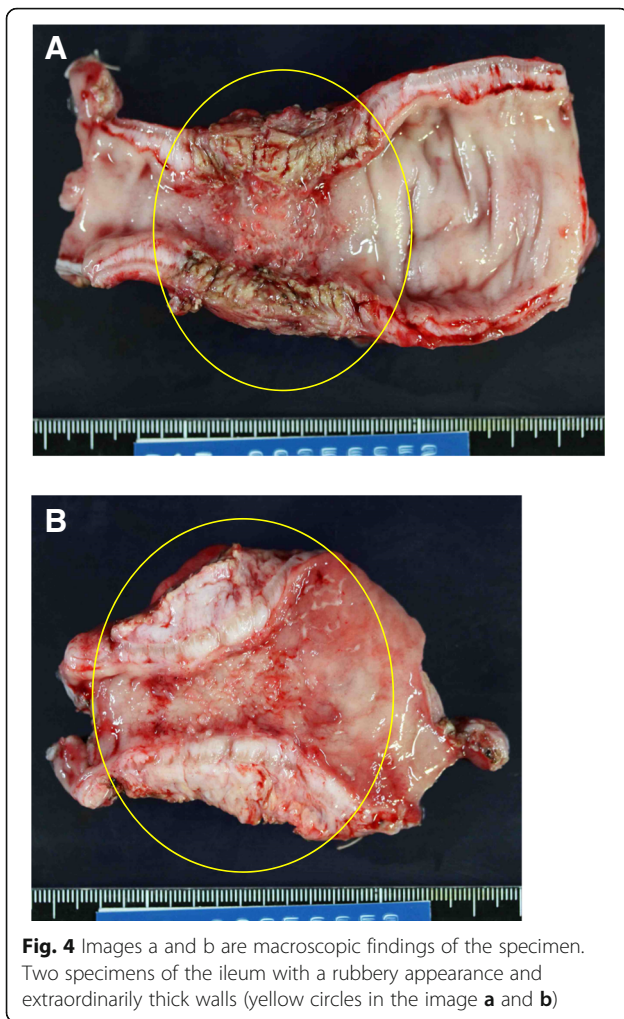 A
B
Fig. 4 Images a and b are macroscopic findings of the specimen.
Two specimens of the ileum with a rubbery appearance and
extraordinarily thick walls (yellow circles in the image a and b)